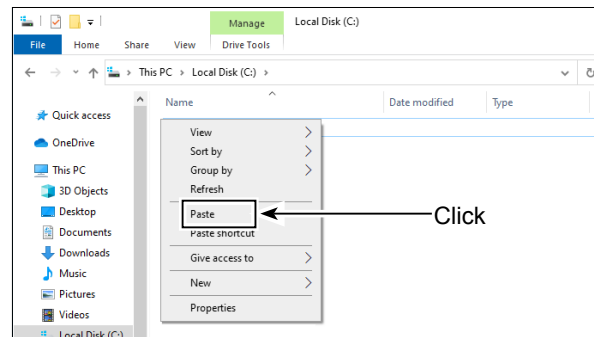 Manage
Local Disk (C:)
File
Home
Share
View
Drive Tools
This PC
Local Disk (C:)
Name
Date modified
Type
Quick access
OneDrive
This PC
3D Objects
Desktop
Documents
Downloads
Music
Pictures
Videos
Local Disk (C:)
View
Sort by
Group by
Refresh
Paste
Paste shortcut
Give access to
New
Properties
Click